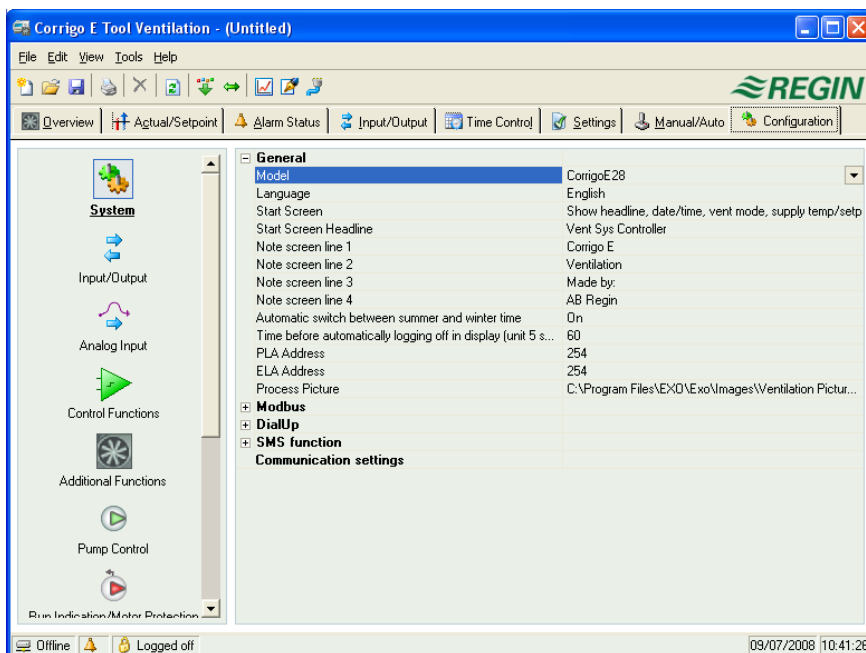 Corrigo E Tool Ventilation - (Untitled)
File Edit View Tools Help
REGIN
Overview Actual/Setpoint Alarm Status Input/Output Time Control Settings Manual/Auto Configuration
System
Input/Output
Analog Input
Control Functions
Additional Functions
Pump Control
Run Indication/Motor Protection
General
Model CorrigoE28
Language English
Start Screen Show headline, date/time, vent mode, supply temp/setp
Start Screen Headline Vent Sys Controller
Note screen line 1 Corrigo E
Note screen line 2 Ventilation
Note screen line 3 Made by:
Note screen line 4 AB Regin
Automatic switch between summer and winter time On
Time before automatically logging off in display (unit 5 s... 60
PLA Address 254
ELA Address 254
Process Picture C:\Program Files\EXO\Exo\Images\Ventilation Pictur...
Modbus
DialUp
SMS function
Communication settings
Offline Logged off 09/07/2008 10:41:26